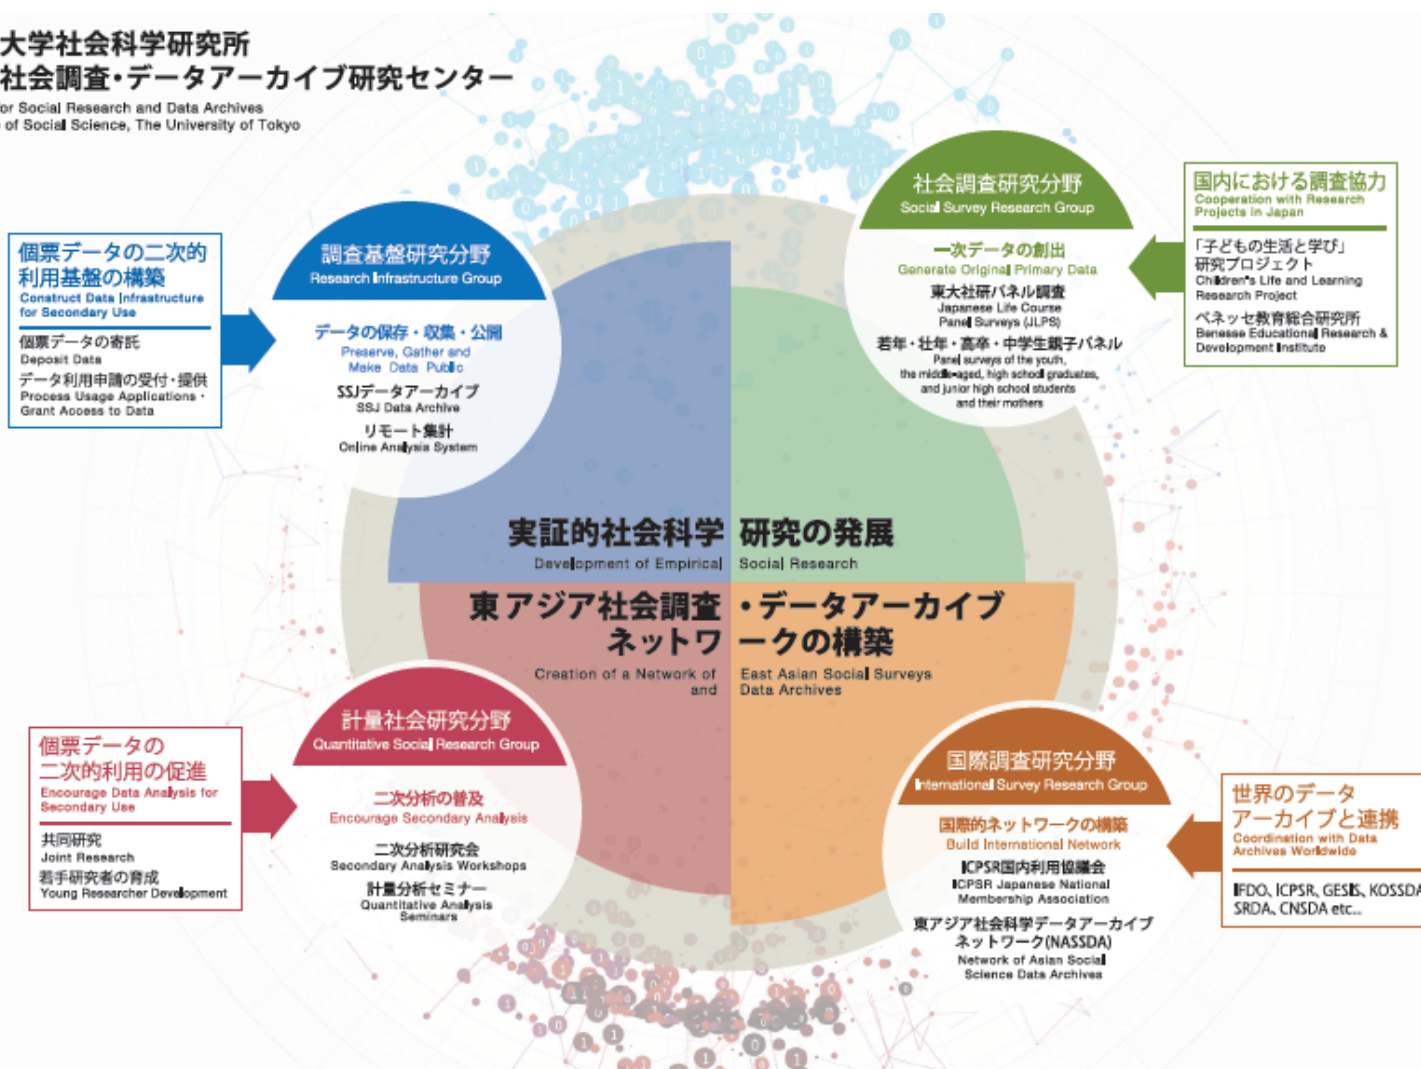 大学社会科学研究所
社会調査・データアーカイブ研究センター
or Social Research and Data Archives
of Social Science, The University of Tokyo
個票データの二次的
利用基盤の構築
Construct Data Infrastructure
for Secondary Use
個票データの寄託
Deposit Data
データ利用申請の受付・提供
Process Usage Applications・
Grant Access to Data
調査基盤研究分野
Research Infrastructure Group
データの保存・収集・公開
Preserve, Gather and
Make Data Public
SSJデータアーカイブ
SSJ Data Archive
リモート集計
Online Analysis System
社会調査研究分野
Social Survey Research Group
一次データの創出
Generate Original Primary Data
東大社研パネル調査
Japanese Life Course
Panel Surveys (JLPS)
若年・壮年・高卒・中学生親子パネル
Panel surveys of the youth,
the middle-aged, high school graduates,
and junior high school students
and their mothers
国内における調査協力
Cooperation with Research
Projects in Japan
「子どもの生活と学び」
研究プロジェクト
Children's Life and Learning
Research Project
ベネッセ教育総合研究所
Benesse Educational Research &
Development Institute
実証的社会科学 研究の発展
Development of Empirical Social Research
東アジア社会調査 ・データアーカイブ
ネットワ ークの構築
Creation of a Network of East Asian Social Surveys
and Data Archives
個票データの
二次的利用の促進
Encourage Data Analysis for
Secondary Use
共同研究
Joint Research
若手研究者の育成
Young Researcher Development
計量社会研究分野
Quantitative Social Research Group
二次分析の普及
Encourage Secondary Analysis
二次分析研究会
Secondary Analysis Workshops
計量分析セミナー
Quantitative Analysis
Seminars
国際調査研究分野
International Survey Research Group
国際的ネットワークの構築
Build International Network
ICPSR国内利用協議会
ICPSR Japanese National
Membership Association
東アジア社会科学データアーカイブ
ネットワーク(NASSDA)
Network of Asian Social
Science Data Archives
世界のデータ
アーカイブと連携
Coordination with Data
Archives Worldwide
IFDO、ICPSR、GESIS、KOSSDA
SRDA、CNSDA etc...